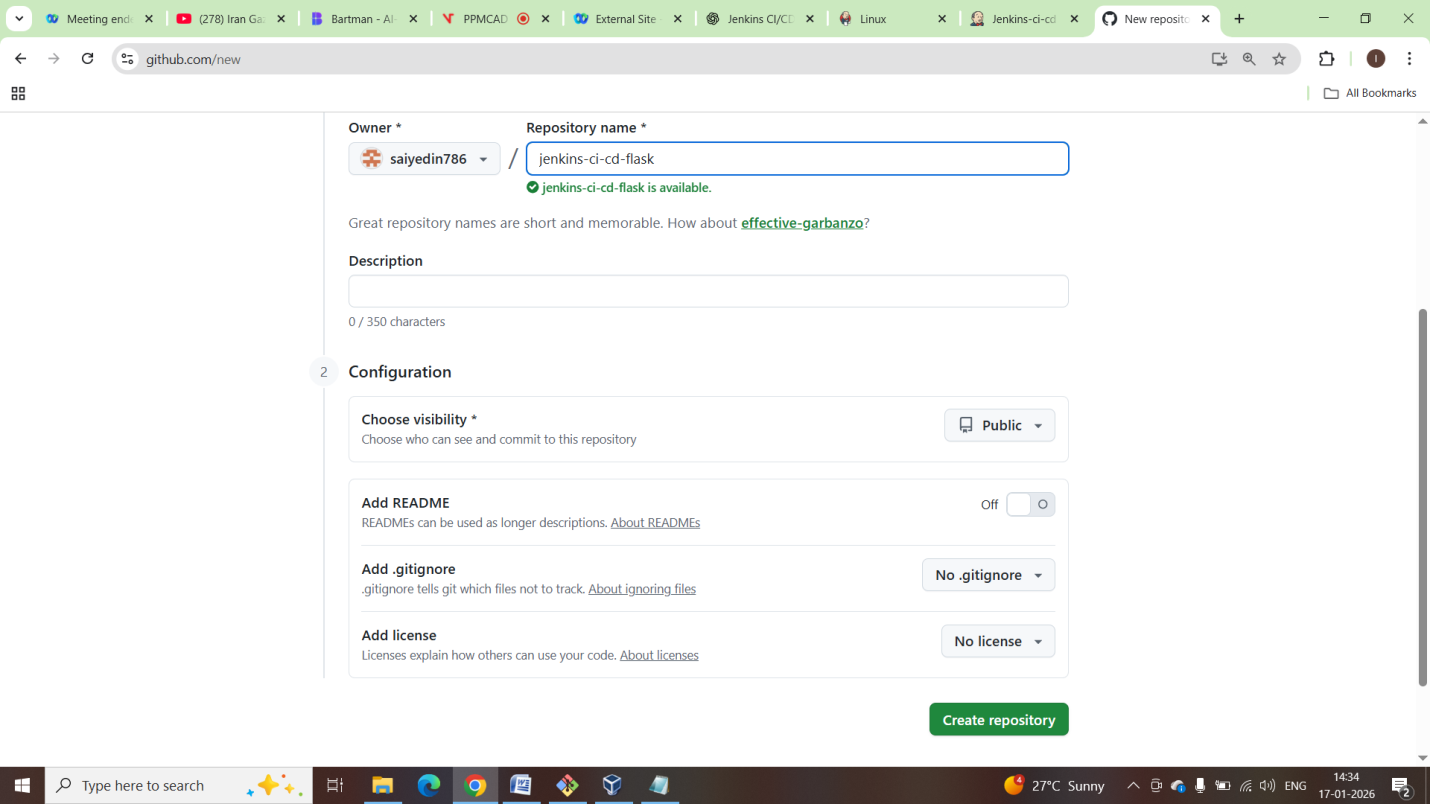 Meeting end
(278) Iran Ga
Bartman - AI-
PPMCAD
External Site
Jenkins CI/CD
Linux
Jenkins-ci-cd
New reposito
github.com/new
All Bookmarks
Owner *
Repository name *
saiyedin786
/
jenkins-ci-cd-flask
jenkins-ci-cd-flask is available.
Great repository names are short and memorable. How about effective-garbanzo?
Description
0 / 350 characters
2
Configuration
Choose visibility *
Choose who can see and commit to this repository
Public
Add README
READMEs can be used as longer descriptions. About READMEs
Off
Add .gitignore
.gitignore tells git which files not to track. About ignoring files
No .gitignore
Add license
Licenses explain how others can use your code. About licenses
No license
Create repository
Type here to search
4
27°C Sunny
ENG
14:34
17-01-2026
2